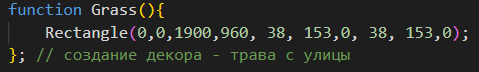 function Grass(){
    Rectangle(0,0,1900,960, 38, 153,0, 38, 153,0);
}; // создание декора - трава с улицы